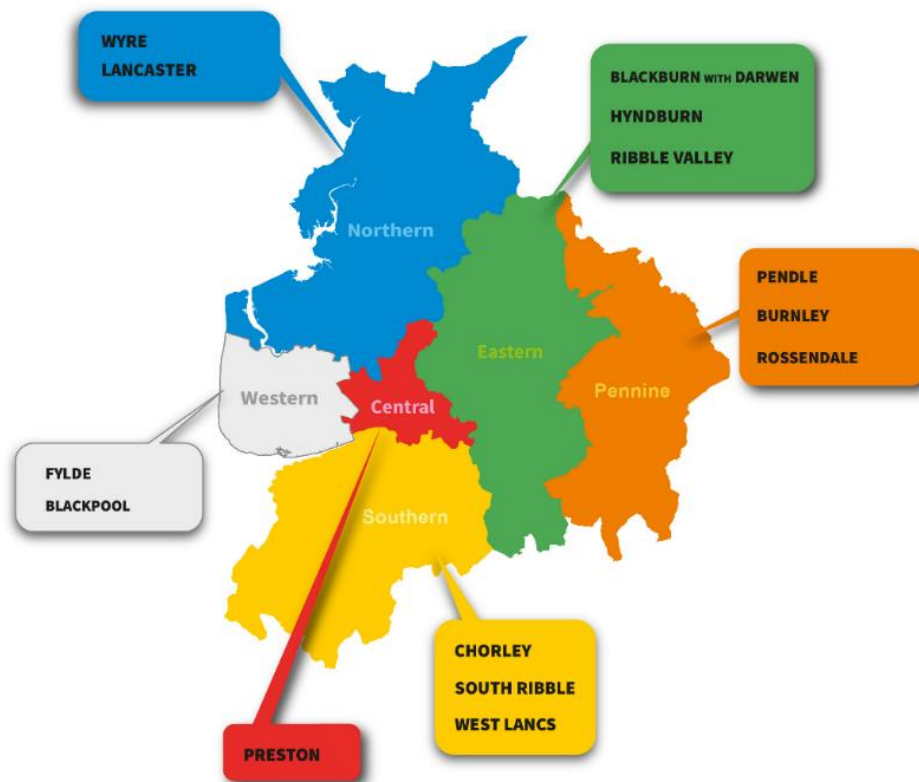 WYRE
LANCASTER
BLACKBURN WITH DARWEN
HYNDBURN
RIBBLE VALLEY
Northern
PENDLE
BURNLEY
ROSSENDALE
Eastern
Pennine
Western
Central
FYLDE
BLACKPOOL
Southern
CHORLEY
SOUTH RIBBLE
WEST LANCS
PRESTON